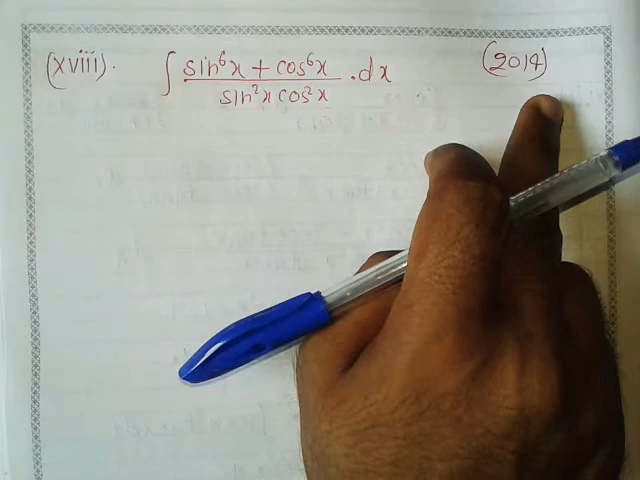 (xviii). ∫ sin⁶x + cos⁶x / sin²x cos²x . dx (2014)